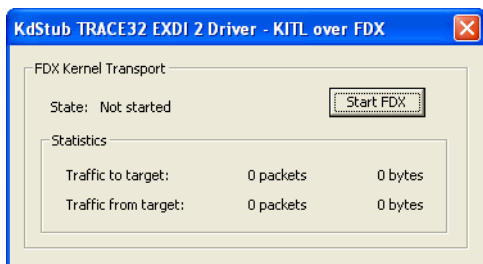 KdStub TRACE32 EXDI 2 Driver - KITL over FDX
FDX Kernel Transport
State: Not started Start FDX
Statistics
Traffic to target: 0 packets 0 bytes
Traffic from target: 0 packets 0 bytes